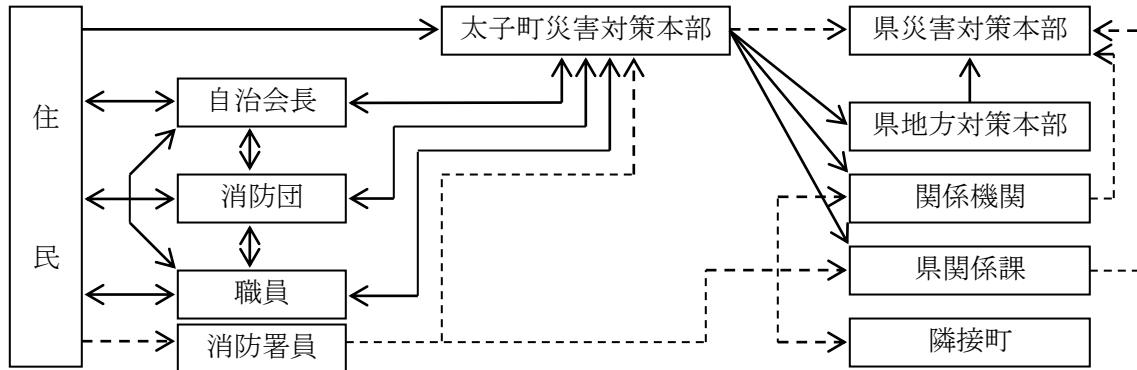 太子町災害対策本部
県災害対策本部
住民
自治会長
県地方対策本部
消防団
関係機関
職員
県関係課
消防署員
隣接町